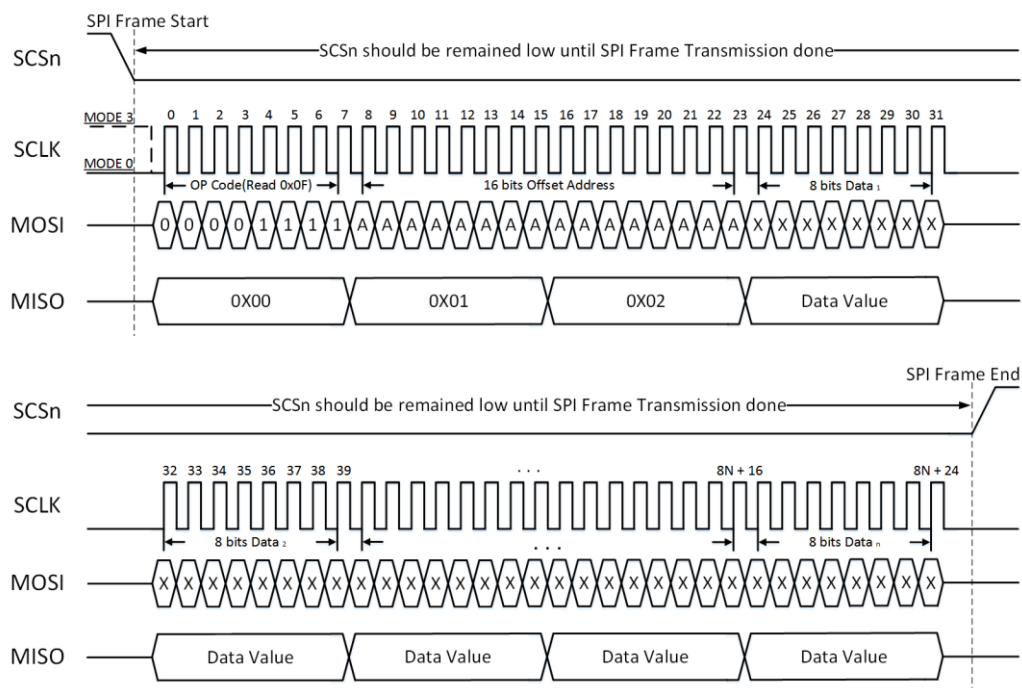 SPI Frame Start
SCSn SCSn should be remained low until SPI Frame Transmission done
MODE 3 0 1 2 3 4 5 6 7 8 9 10 11 12 13 14 15 16 17 18 19 20 21 22 23 24 25 26 27 28 29 30 31
SCLK
MODE 0
OP Code(Read 0x0F) 16 bits Offset Address 8 bits Data 1
MOSI 0 0 0 0 1 1 1 1 A A A A A A A A A A A A A A A A X X X X X X X X
MISO 0X00 0X01 0X02 Data Value
SPI Frame End
SCSn SCSn should be remained low until SPI Frame Transmission done
32 33 34 35 36 37 38 39 . . . 8N + 16 8N + 24
SCLK
8 bits Data 2 . . . 8 bits Data n
MOSI X X X X X X X X X X X X X X X X X X X X X X X X X X X X X X X X
MISO Data Value Data Value Data Value Data Value